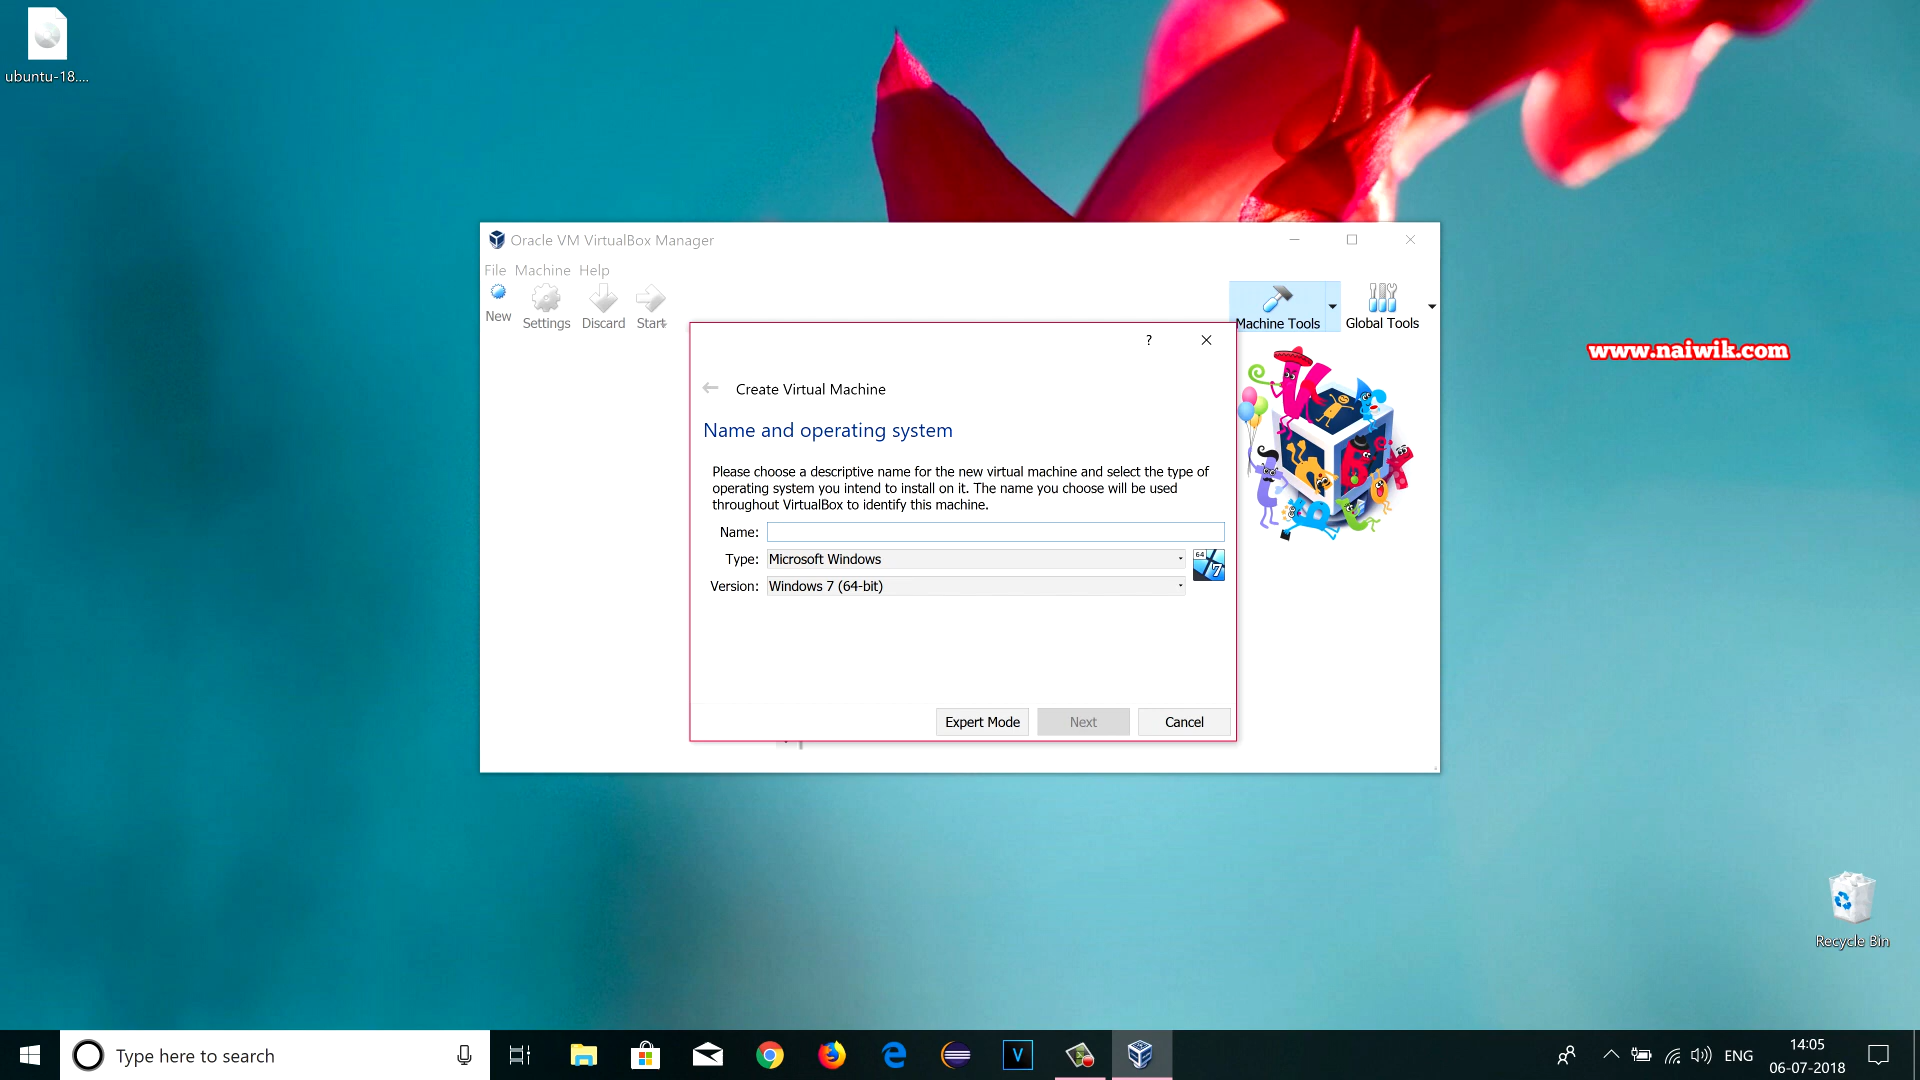 ubuntu-18....
Oracle VM VirtualBox Manager
File Machine Help
New Settings Discard Start
Machine Tools Global Tools
?
Create Virtual Machine
Name and operating system
Please choose a descriptive name for the new virtual machine and select the type of
operating system you intend to install on it. The name you choose will be used
throughout VirtualBox to identify this machine.
Name:
Type: Microsoft Windows
64
7
Version: Windows 7 (64-bit)
Expert Mode Next Cancel
www.naiwik.com
Recycle Bin
Type here to search
V
ENG
14:05
06-07-2018